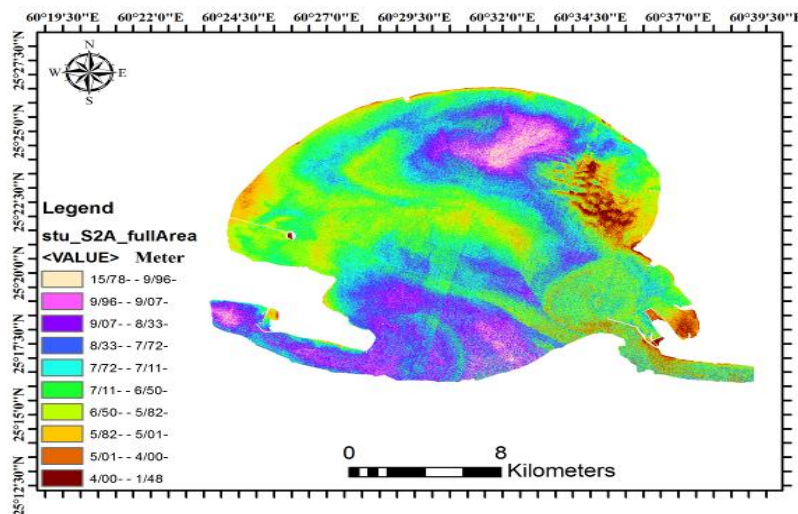 60°19'30"E 60°22'0"E 60°24'30"E 60°27'0"E 60°29'30"E 60°32'0"E 60°34'30"E 60°37'0"E 60°39'30"E
25°27'30"N
25°25'0"N
25°22'30"N
25°20'0"N
25°17'30"N
25°15'0"N
25°12'30"N
N
W E
S
Legend
stu_S2A_fullArea
<VALUE> Meter
15/78- - 9/96-
9/96- - 9/07-
9/07- - 8/33-
8/33- - 7/72-
7/72- - 7/11-
7/11- - 6/50-
6/50- - 5/82-
5/82- - 5/01-
5/01- - 4/00-
4/00- - 1/48
0 8
Kilometers